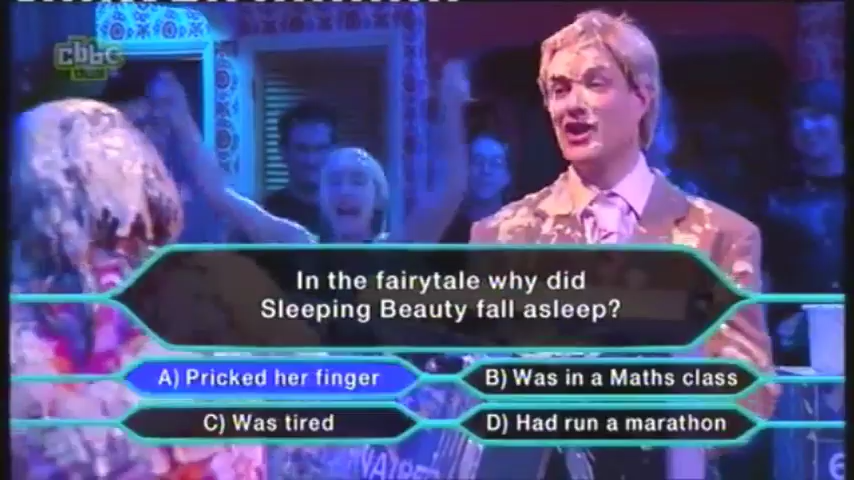 cbbc
In the fairytale why did
Sleeping Beauty fall asleep?
A) Pricked her finger
B) Was in a Maths class
C) Was tired
D) Had run a marathon
6